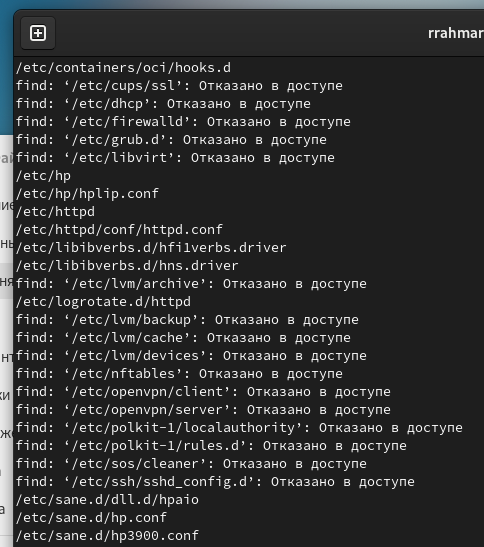 rrahmar
/etc/containers/oci/hooks.d
find: ‘/etc/cups/ssl’: Отказано в доступе
find: ‘/etc/dhcp’: Отказано в доступе
find: ‘/etc/firewalld’: Отказано в доступе
find: ‘/etc/grub.d’: Отказано в доступе
find: ‘/etc/libvirt’: Отказано в доступе
/etc/hp
/etc/hp/hplip.conf
/etc/httpd
/etc/httpd/conf/httpd.conf
/etc/libibverbs.d/hfi1verbs.driver
/etc/libibverbs.d/hns.driver
find: ‘/etc/lvm/archive’: Отказано в доступе
/etc/logrotate.d/httpd
find: ‘/etc/lvm/backup’: Отказано в доступе
find: ‘/etc/lvm/cache’: Отказано в доступе
find: ‘/etc/lvm/devices’: Отказано в доступе
find: ‘/etc/nftables’: Отказано в доступе
find: ‘/etc/openvpn/client’: Отказано в доступе
find: ‘/etc/openvpn/server’: Отказано в доступе
find: ‘/etc/polkit-1/localauthority’: Отказано в доступе
find: ‘/etc/polkit-1/rules.d’: Отказано в доступе
find: ‘/etc/sos/cleaner’: Отказано в доступе
find: ‘/etc/ssh/sshd_config.d’: Отказано в доступе
/etc/sane.d/dll.d/hpaio
/etc/sane.d/hp.conf
/etc/sane.d/hp3900.conf